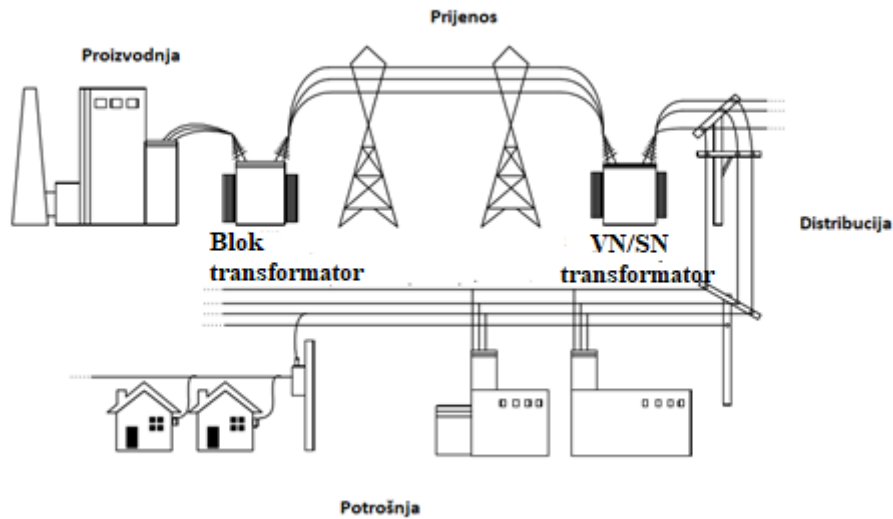 Prijenos
Proizvodnja
Blok
transformator
VN/SN
transformator
Distribucija
Potrošnja